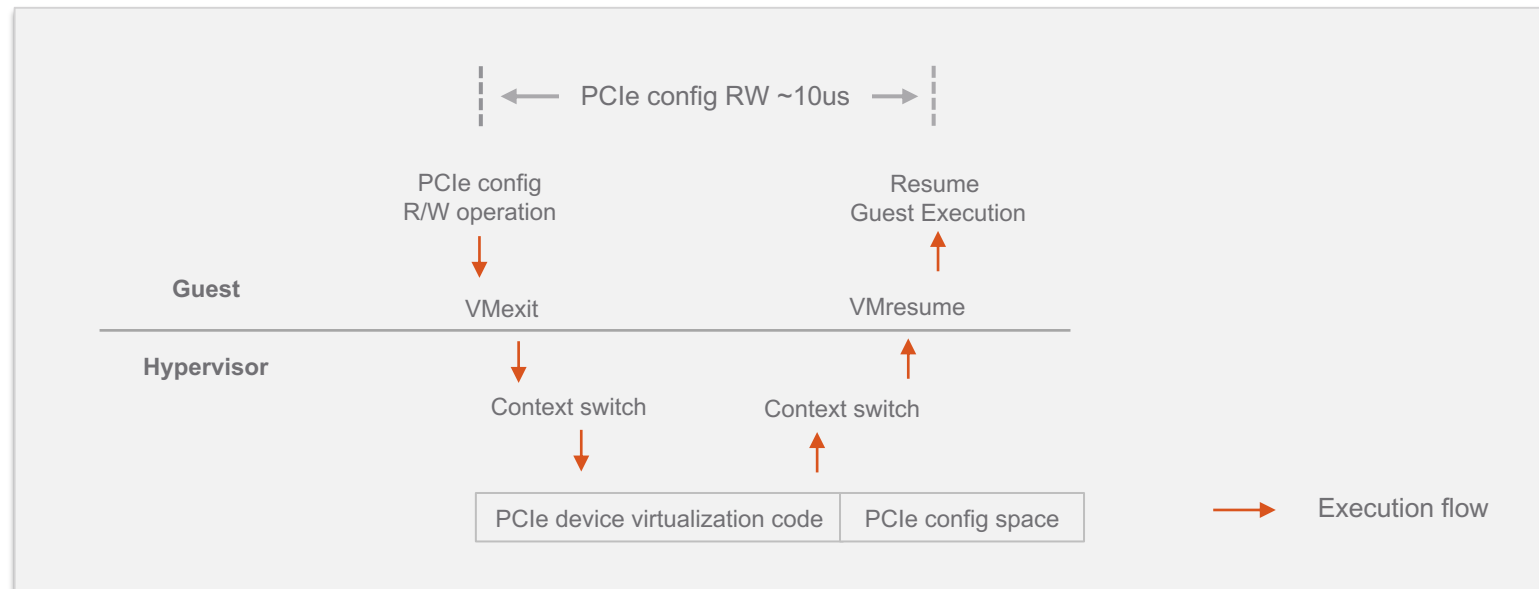 PCIe config RW ~10us
PCIe config
R/W operation
Resume
Guest Execution
Guest
VMexit
VMresume
Hypervisor
Context switch
Context switch
PCIe device virtualization code
PCIe config space
Execution flow